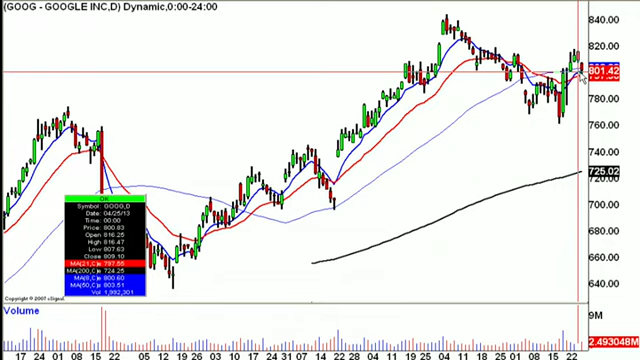 (GOOG - GOOGLE INC,D) Dynamic,0:00-24:00
840.00
820.00
801.42
780.00
760.00
740.00
725.02
720.00
700.00
680.00
660.00
640.00
OK
Symbol: GOOG,D
Date: 04/25/13
Time: 00:00
Price: 800.83
Open 816.25
High 816.47
Low 807.63
Close 809.10
MA(21,C)= 797.55
MA(200,C)= 724.25
MA(8,C)= 800.60
MA(50,C)= 803.51
Vol 1,992,301
Copyright © 2007 eSignal.
Volume
9M
2.493048M
17 24 01 08 15 22 05 12 19 26 03 10 17 24 31 07 14 22 28 04 11 19 25 04 11 18 25 01 08 15 22